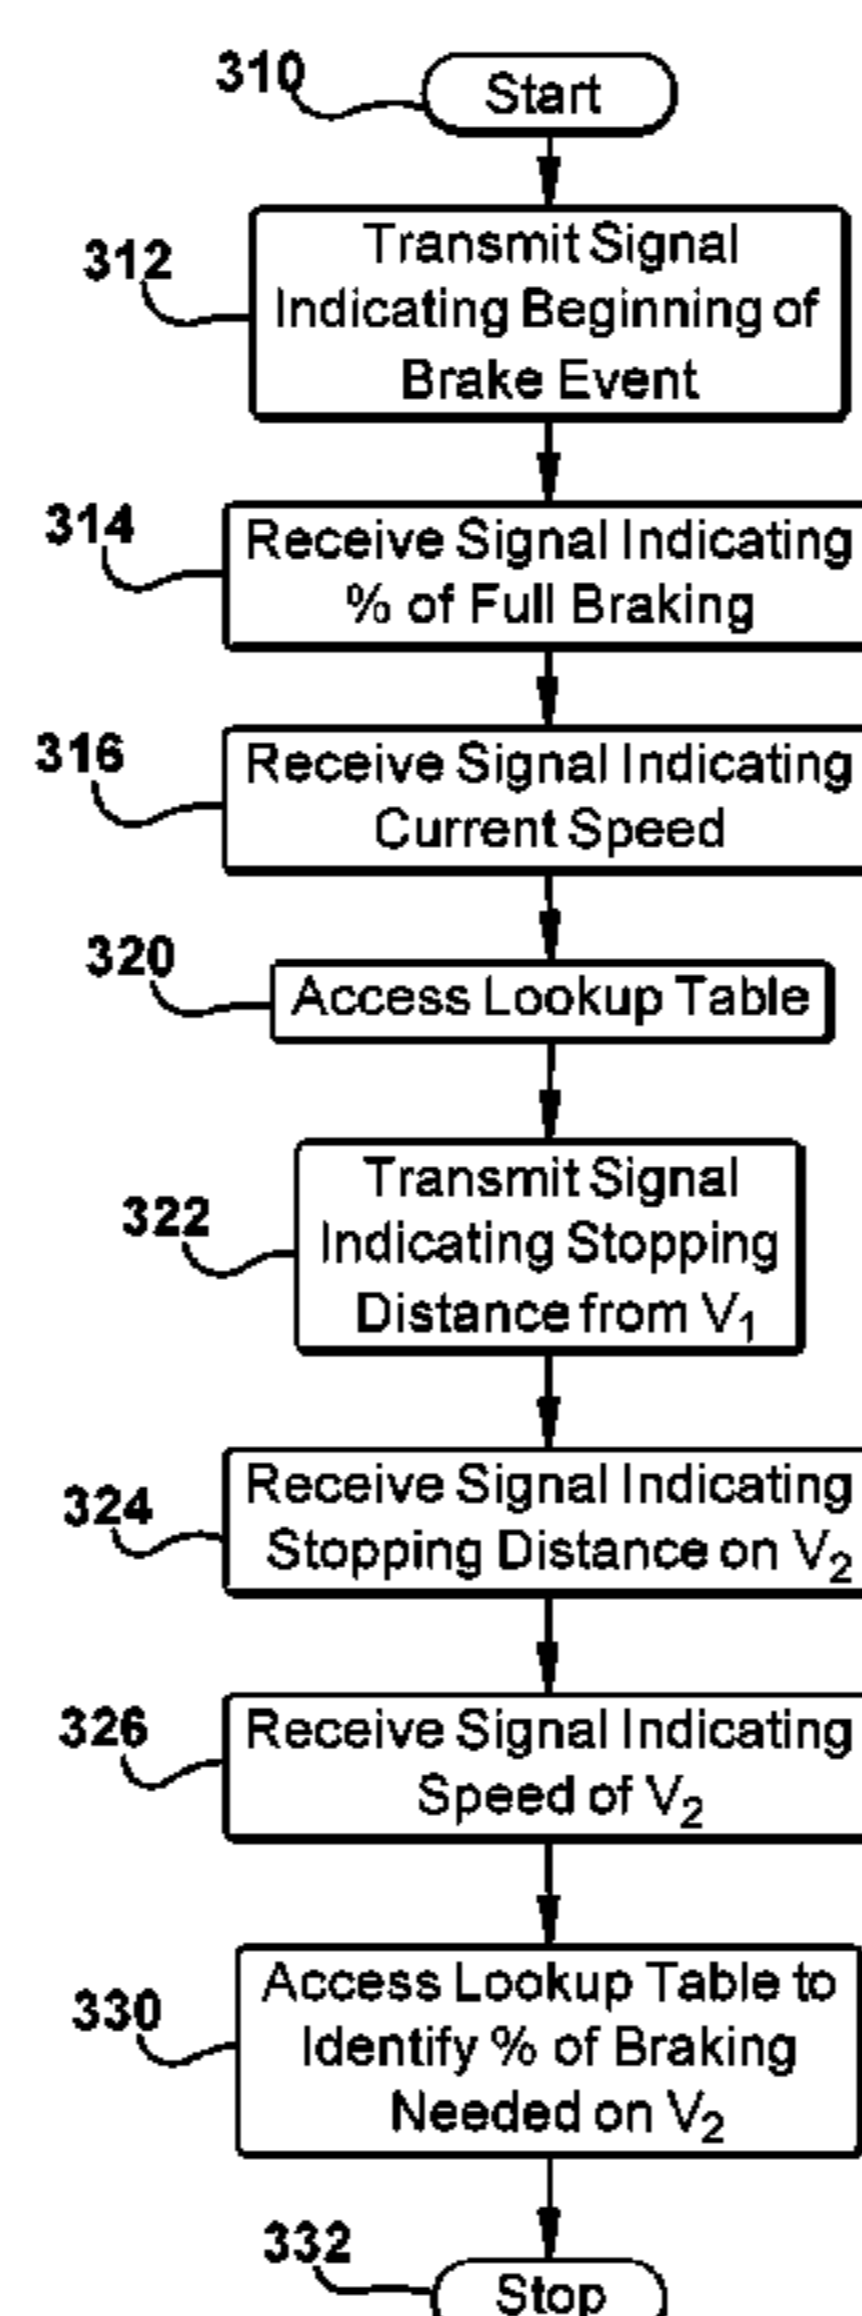 310
Start
312
Transmit Signal
Indicating Beginning of
Brake Event
314
Receive Signal Indicating
% of Full Braking
316
Receive Signal Indicating
Current Speed
320
Access Lookup Table
322
Transmit Signal
Indicating Stopping
Distance from V₁
324
Receive Signal Indicating
Stopping Distance on V₂
326
Receive Signal Indicating
Speed of V₂
330
Access Lookup Table to
Identify % of Braking
Needed on V₂
332
Stop